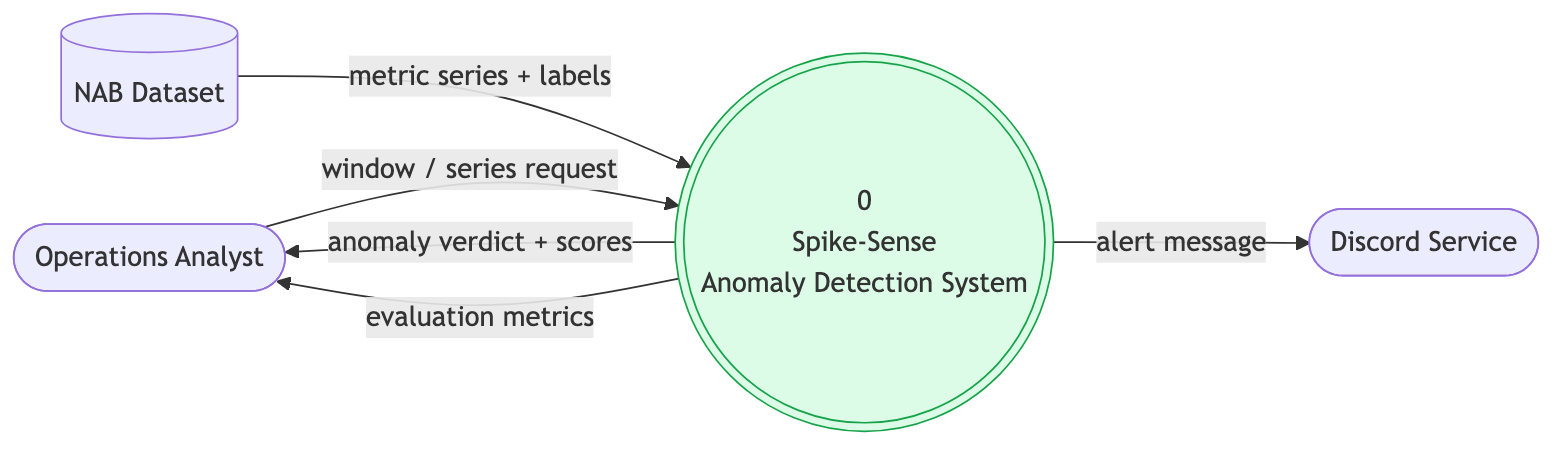 NAB Dataset
metric series + labels
window / series request
Operations Analyst
anomaly verdict + scores
evaluation metrics
0
Spike-Sense
Anomaly Detection System
alert message
Discord Service